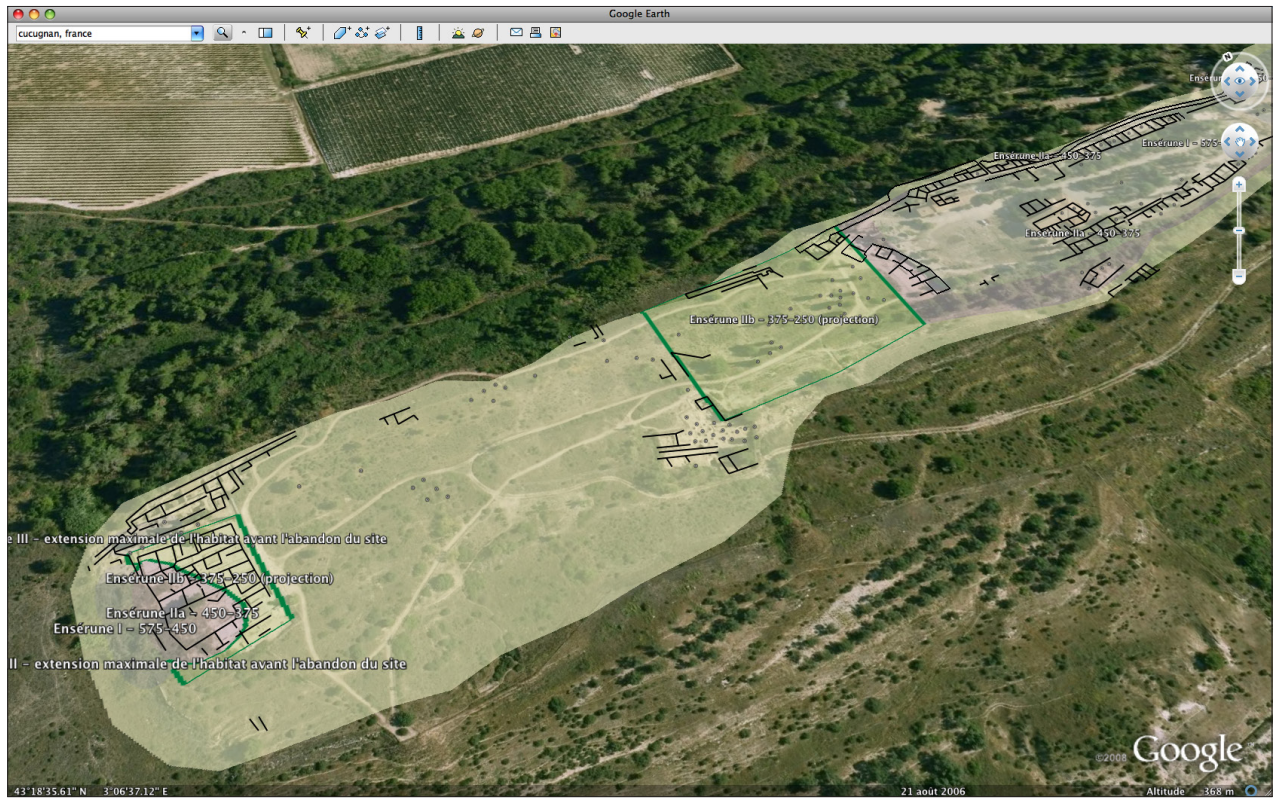 Google Earth
cucugnan, france
N
Ensérune IIa - 450-375
Ensérune I - 575-
Ensérune IIa - 450-375
Ensérune IIb - 375-250 (projection)
e III - extension maximale de l'habitat avant l'abandon du site
Ensérune IIb - 375-250 (projection)
Ensérune IIa - 450-375
Ensérune I - 575-450
II - extension maximale de l'habitat avant l'abandon du site
©2008 Google
43°18'35.61" N 3°06'37.12" E
21 août 2006
Altitude 368 m